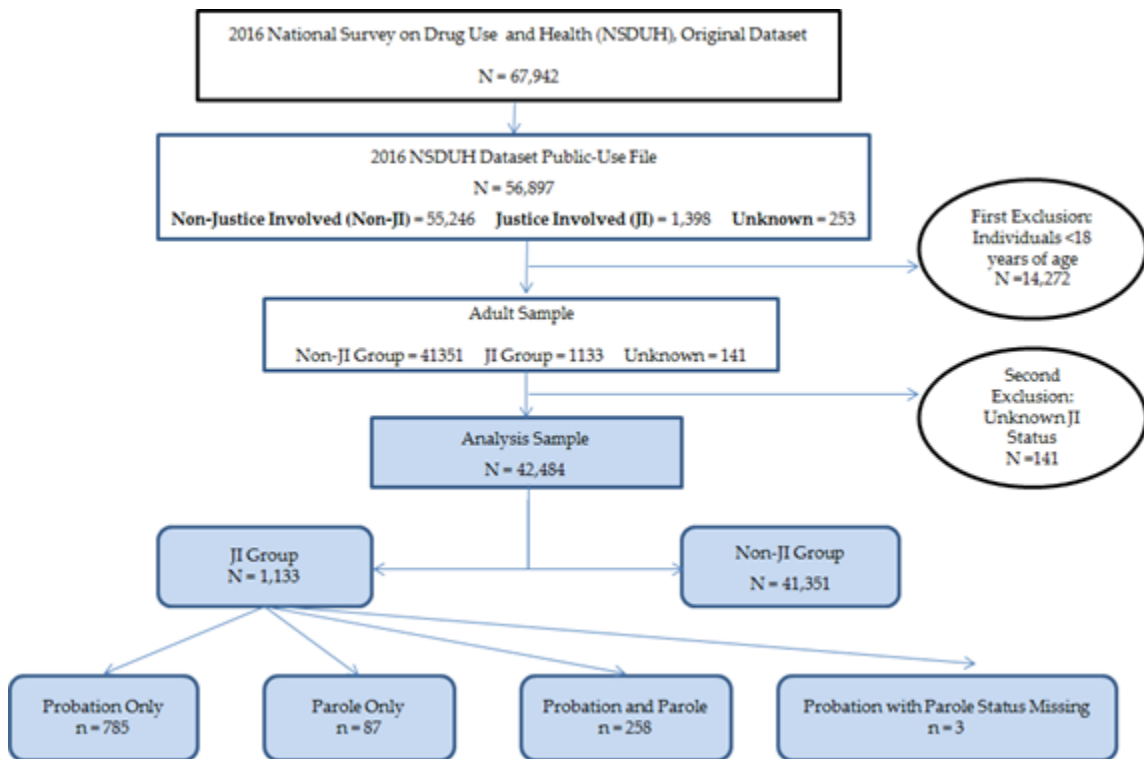 2016 National Survey on Drug Use and Health (NSDUH), Original Dataset
N = 67,942
2016 NSDUH Dataset Public-Use File
N = 56,897
Non-Justice Involved (Non-JI) = 55,246 Justice Involved (JI) = 1,398 Unknown = 253
First Exclusion:
Individuals <18
years of age
N =14,272
Adult Sample
Non-JI Group = 41351 JI Group = 1133 Unknown = 141
Second
Exclusion:
Unknown JI
Status
N =141
Analysis Sample
N = 42,484
JI Group
N = 1,133
Non-JI Group
N = 41,351
Probation Only
n = 785
Parole Only
n = 87
Probation and Parole
n = 258
Probation with Parole Status Missing
n = 3